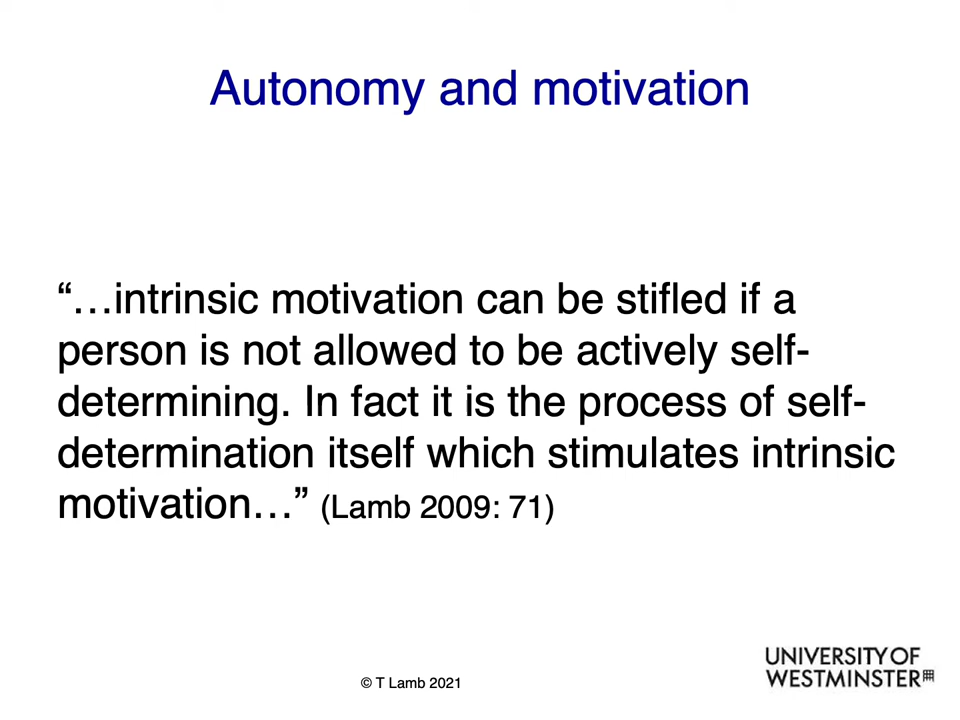 Autonomy and motivation
“…intrinsic motivation can be stifled if a
person is not allowed to be actively self-
determining. In fact it is the process of self-
determination itself which stimulates intrinsic
motivation…” (Lamb 2009: 71)
© T Lamb 2021
UNIVERSITY OF
WESTMINSTER